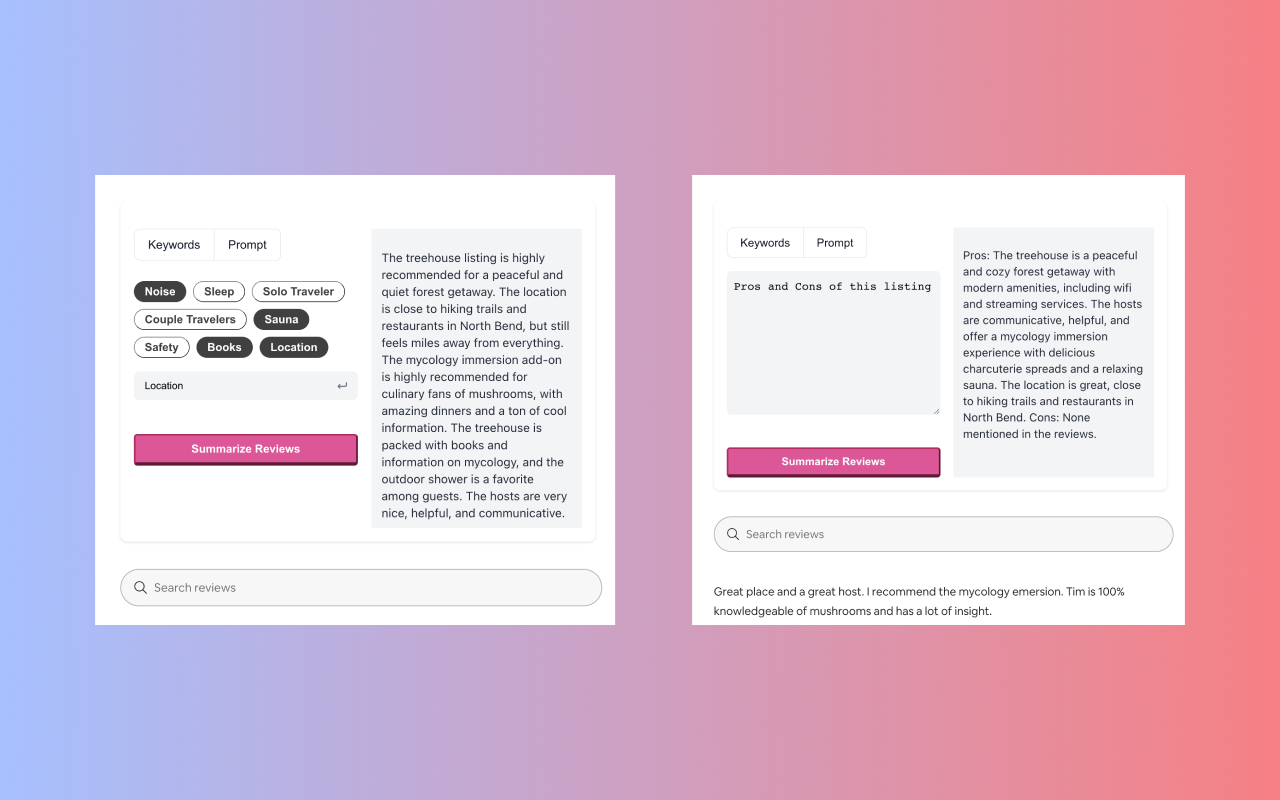 Keywords Prompt
Noise Sleep Solo Traveler
Couple Travelers Sauna
Safety Books Location
Location
Summarize Reviews
The treehouse listing is highly
recommended for a peaceful and
quiet forest getaway. The location
is close to hiking trails and
restaurants in North Bend, but still
feels miles away from everything.
The mycology immersion add-on
is highly recommended for
culinary fans of mushrooms, with
amazing dinners and a ton of cool
information. The treehouse is
packed with books and
information on mycology, and the
outdoor shower is a favorite
among guests. The hosts are very
nice, helpful, and communicative.
Search reviews
Keywords Prompt
Pros and Cons of this listing
Summarize Reviews
Pros: The treehouse is a peaceful
and cozy forest getaway with
modern amenities, including wifi
and streaming services. The hosts
are communicative, helpful, and
offer a mycology immersion
experience with delicious
charcuterie spreads and a relaxing
sauna. The location is great, close
to hiking trails and restaurants in
North Bend. Cons: None
mentioned in the reviews.
Search reviews
Great place and a great host. I recommend the mycology emersion. Tim is 100%
knowledgeable of mushrooms and has a lot of insight.